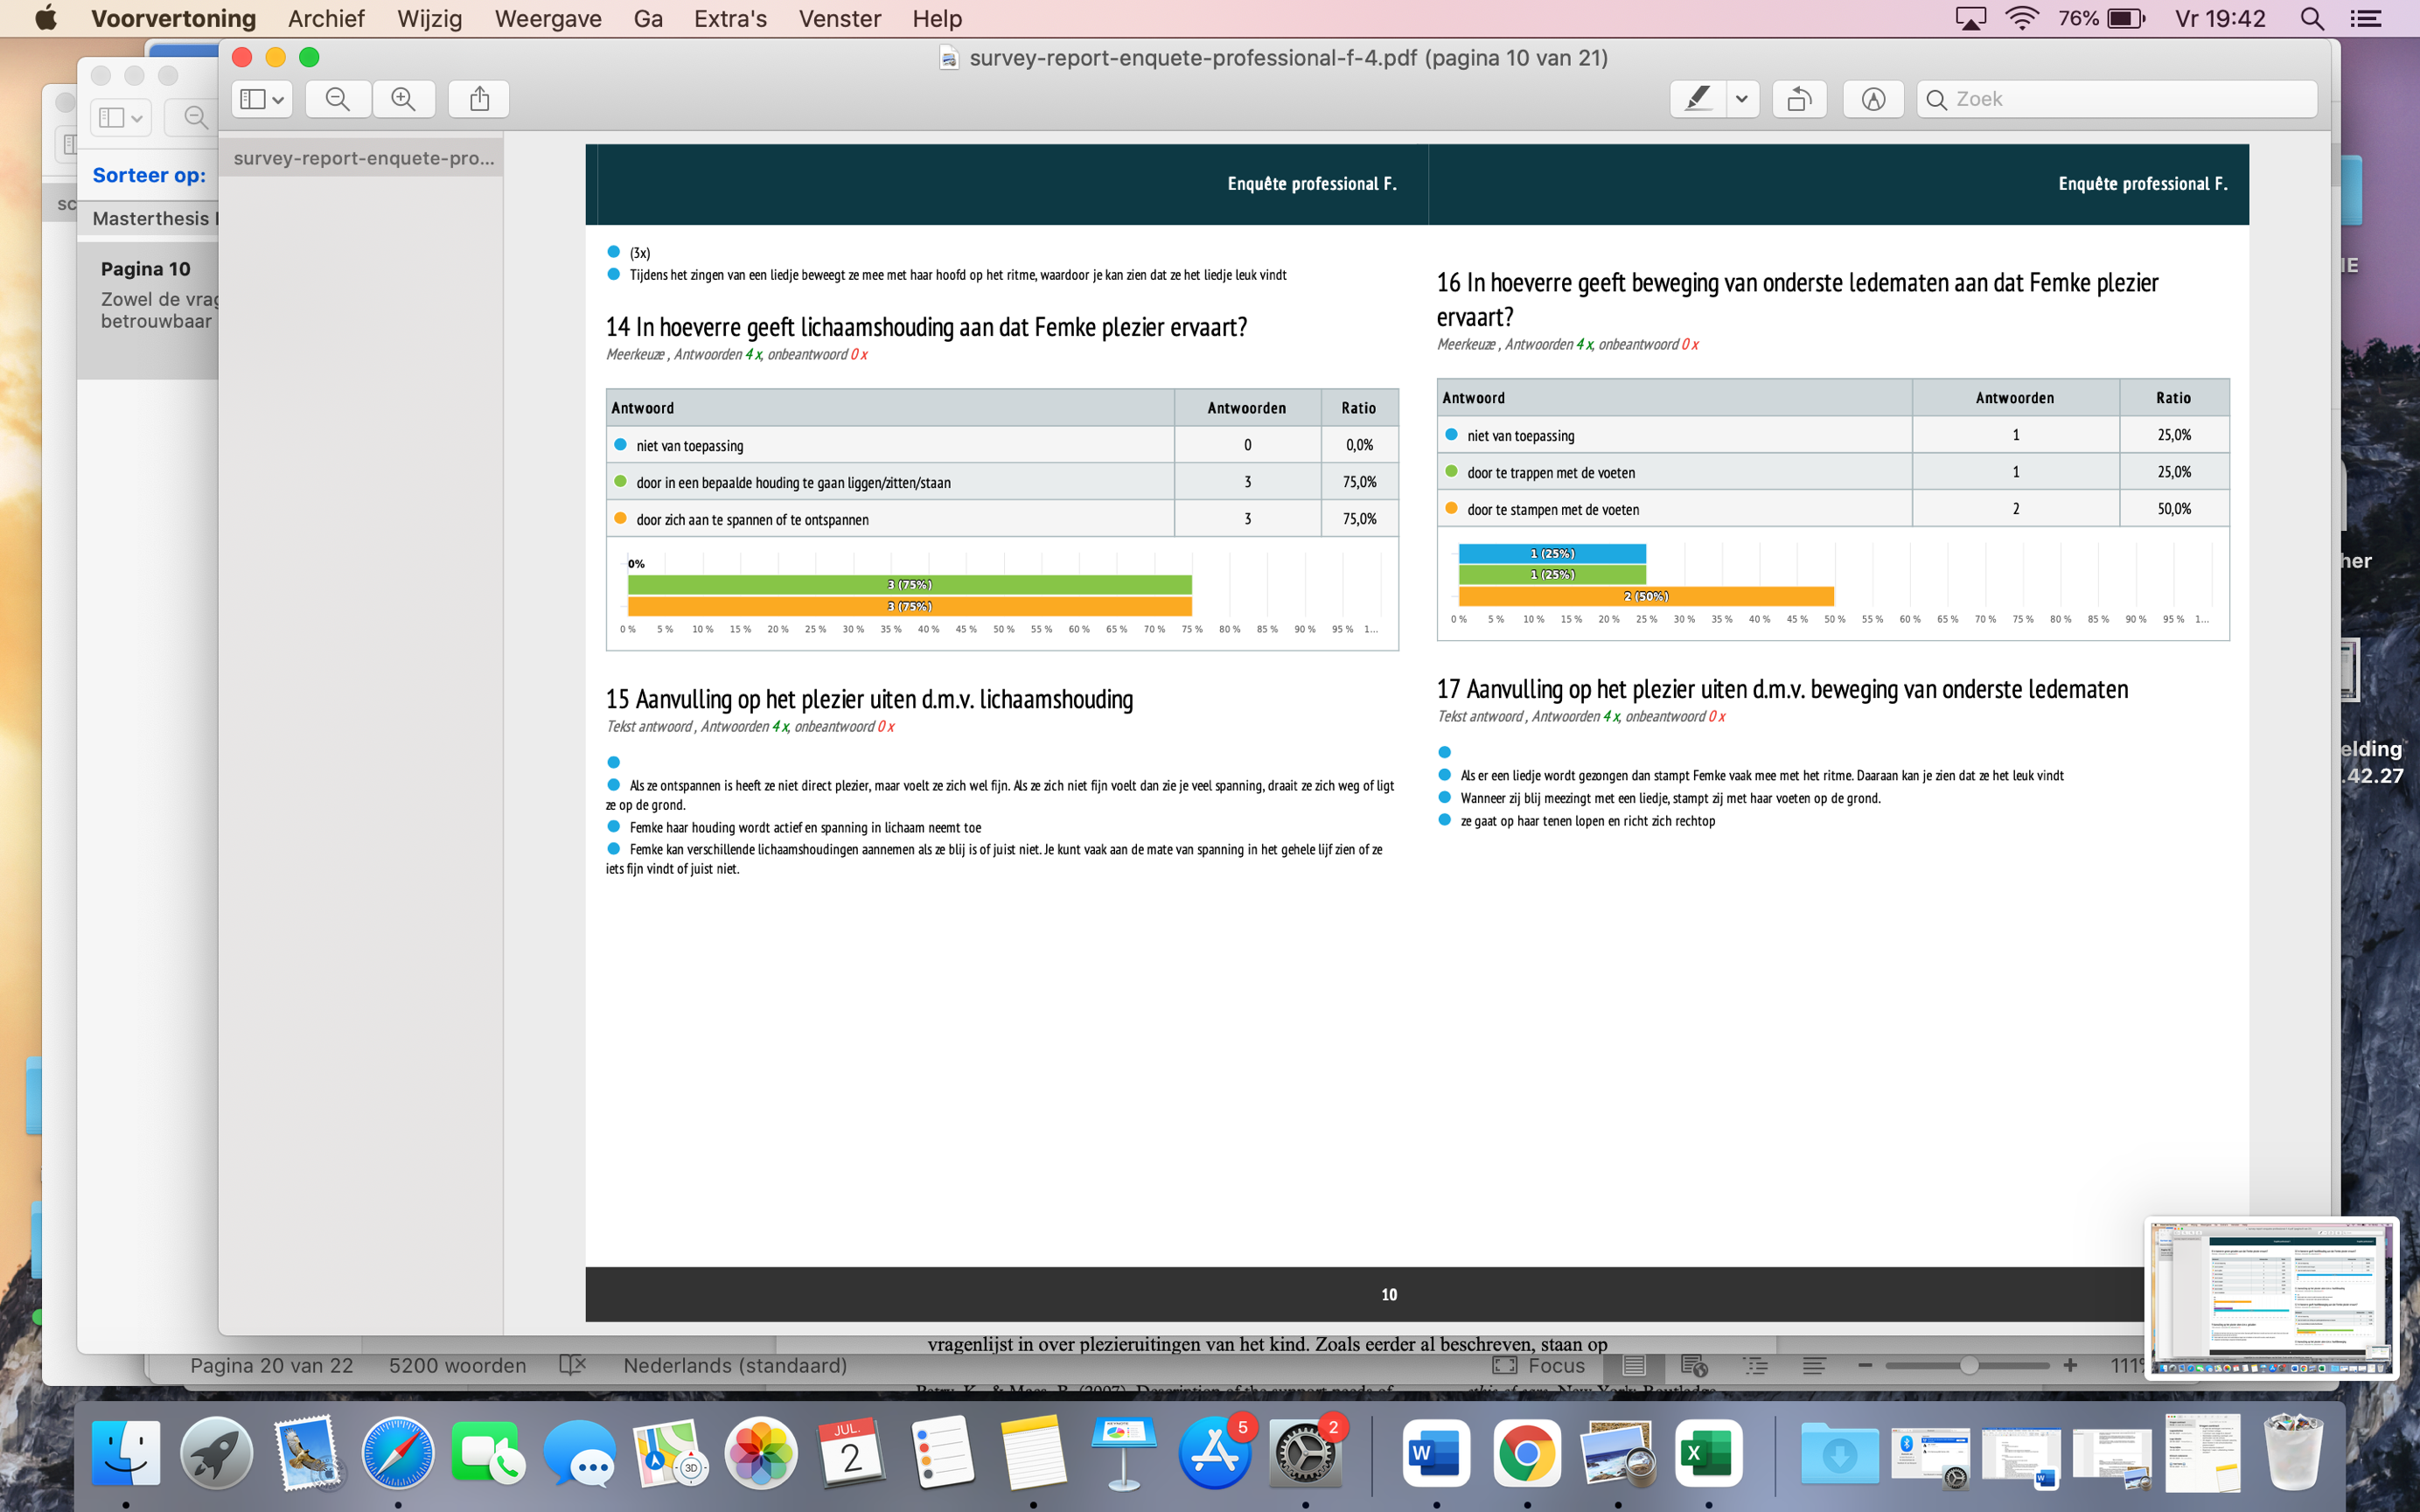 Voorvertoning Archief Wijzig Weergave Ga Extra's Venster Help
76% Vr 19:42
survey-report-enquete-professional-f-4.pdf (pagina 10 van 21)
Zoek
Sorteer op:
Masterthesis
Pagina 10
Zowel de
betrouwbaar
survey-report-enquete-pro...
Enquête professional F.
(3x)
Tijdens het zingen van een liedje beweegt ze mee met haar hoofd op het ritme, waardoor je kan zien dat ze het liedje leuk vindt
14 In hoeverre geeft lichaamshouding aan dat Femke plezier ervaart?
Meerkeuze , Antwoorden 4 x, onbeantwoord 0 x
Antwoord Antwoorden Ratio
niet van toepassing 0 0,0%
door in een bepaalde houding te gaan liggen/zitten/staan 3 75,0%
door zich aan te spannen of te ontspannen 3 75,0%
0%
3 (75%)
3 (75%)
0 % 5 % 10 % 15 % 20 % 25 % 30 % 35 % 40 % 45 % 50 % 55 % 60 % 65 % 70 % 75 % 80 % 85 % 90 % 95 % 1...
15 Aanvulling op het plezier uiten d.m.v. lichaamshouding
Tekst antwoord , Antwoorden 4 x, onbeantwoord 0 x
Als ze ontspannen is heeft ze niet direct plezier, maar voelt ze zich wel fijn. Als ze zich niet fijn voelt dan zie je veel spanning, draait ze zich weg of ligt
ze op de grond.
Femke haar houding wordt actief en spanning in lichaam neemt toe
Femke kan verschillende lichaamshoudingen aannemen als ze blij is of juist niet. Je kunt vaak aan de mate van spanning in het gehele lijf zien of ze
iets fijn vindt of juist niet.
Enquête professional F.
16 In hoeverre geeft beweging van onderste ledematen aan dat Femke plezier
ervaart?
Meerkeuze , Antwoorden 4 x, onbeantwoord 0 x
Antwoord Antwoorden Ratio
niet van toepassing 1 25,0%
door te trappen met de voeten 1 25,0%
door te stampen met de voeten 2 50,0%
1 (25%)
1 (25%)
2 (50%)
0 % 5 % 10 % 15 % 20 % 25 % 30 % 35 % 40 % 45 % 50 % 55 % 60 % 65 % 70 % 75 % 80 % 85 % 90 % 95 % 1...
17 Aanvulling op het plezier uiten d.m.v. beweging van onderste ledematen
Tekst antwoord , Antwoorden 4 x, onbeantwoord 0 x
Als er een liedje wordt gezongen dan stampt Femke vaak mee met het ritme. Daaraan kan je zien dat ze het leuk vindt
Wanneer zij blij meezingt met een liedje, stampt zij met haar voeten op de grond.
ze gaat op haar tenen lopen en richt zich rechtop
10
vragenlijst in over plezieruitingen van het kind. Zoals eerder al beschreven, staan op
Pagina 20 van 22 5200 woorden Nederlands (standaard) Focus
JUL.
2
3D
5
2
W
X